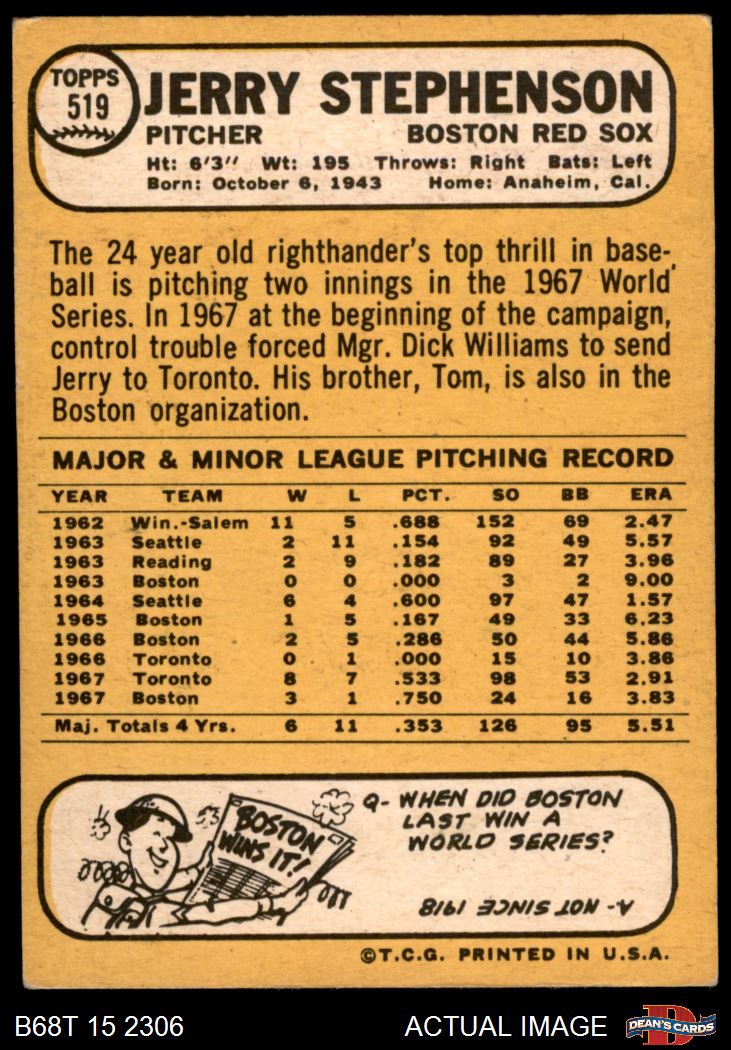 TOPPS
519
JERRY STEPHENSON
PITCHER BOSTON RED SOX
Ht: 6'3" Wt: 195 Throws: Right Bats: Left
Born: October 6, 1943 Home: Anaheim, Cal.
The 24 year old righthander's top thrill in base-
ball is pitching two innings in the 1967 World
Series. In 1967 at the beginning of the campaign,
control trouble forced Mgr. Dick Williams to send
Jerry to Toronto. His brother, Tom, is also in the
Boston organization.
MAJOR & MINOR LEAGUE PITCHING RECORD
YEAR TEAM W L PCT. SO BB ERA
1962 Win.-Salem 11 5 .688 152 69 2.47
1963 Seattle 2 11 .154 92 49 5.57
1963 Reading 2 9 .182 89 27 3.96
1963 Boston 0 0 .000 3 2 9.00
1964 Seattle 6 4 .600 97 47 1.57
1965 Boston 1 5 .167 49 33 6.23
1966 Boston 2 5 .286 50 44 5.86
1966 Toronto 0 1 .000 15 10 3.86
1967 Toronto 8 7 .533 98 53 2.91
1967 Boston 3 1 .750 24 16 3.83
Maj. Totals 4 Yrs. 6 11 .353 126 95 5.51
BOSTON
WINS IT!
Q- WHEN DID BOSTON
LAST WIN A
WORLD SERIES?
A- NOT SINCE 1918
©T.C.G. PRINTED IN U.S.A.
B68T 15 2306 ACTUAL IMAGE
D
DEAN'S CARDS